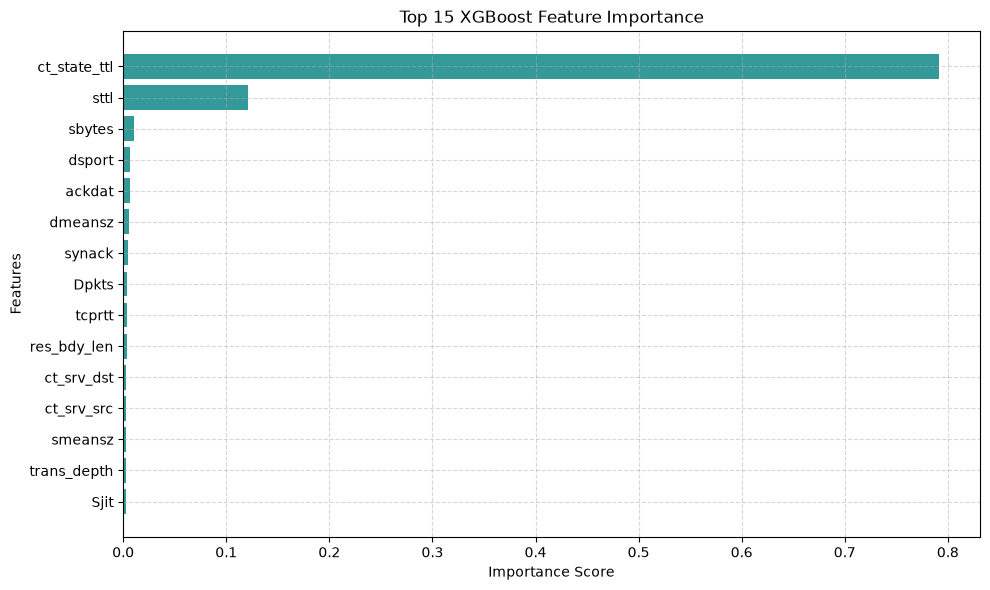 Top 15 XGBoost Feature Importance
Features
ct_state_ttl
sttl
sbytes
dsport
ackdat
dmeansz
synack
Dpkts
tcprtt
res_bdy_len
ct_srv_dst
ct_srv_src
smeansz
trans_depth
Sjit
0.0 0.1 0.2 0.3 0.4 0.5 0.6 0.7 0.8
Importance Score